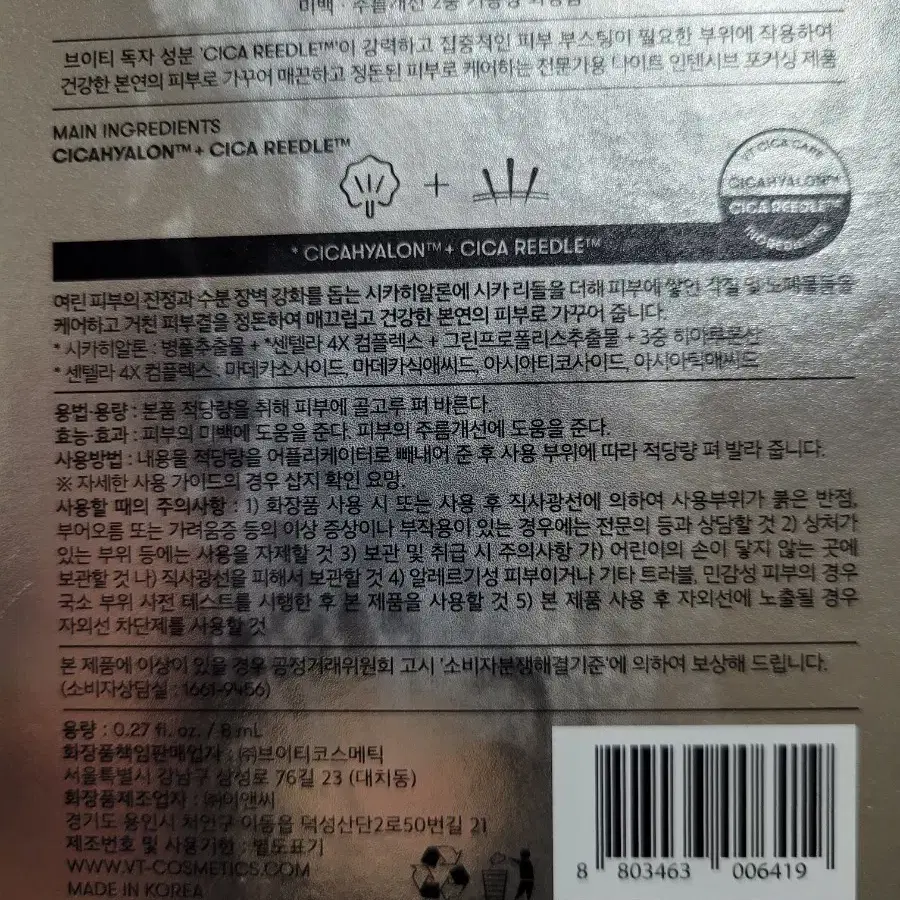 미백·주름개선 2중 기능성 화장품
브이티 독자 성분 'CICA REEDLE™'이 강력하고 집중적인 피부 부스팅이 필요한 부위에 작용하여
건강한 본연의 피부로 가꾸어 매끈하고 정돈된 피부로 케어하는 전문가용 나이트 인텐시브 포커싱 제품
MAIN INGREDIENTS
CICAHYALON™ + CICA REEDLE™
+
VT CICA CARE
CICAHYALON™
CICA REEDLE™
INGREDIENTS
* CICAHYALON™ + CICA REEDLE™
여린 피부의 진정과 수분 장벽 강화를 돕는 시카히알론에 시카 리들을 더해 피부에 쌓인 각질 및 노폐물들을
케어하고 거친 피부결을 정돈하여 매끄럽고 건강한 본연의 피부로 가꾸어 줍니다.
* 시카히알론 : 병풀추출물 + *센텔라 4X 컴플렉스 + 그린프로폴리스추출물 + 3중 히아루론산
* 센텔라 4X 컴플렉스 : 마데카소사이드, 마데카식애씨드, 아시아티코사이드, 아시아틱애씨드
용법·용량 : 본품 적당량을 취해 피부에 골고루 펴 바른다.
효능·효과 : 피부의 미백에 도움을 준다. 피부의 주름개선에 도움을 준다.
사용방법 : 내용물 적당량을 어플리케이터로 빼내어 준 후 사용 부위에 따라 적당량 펴 발라 줍니다.
※ 자세한 사용 가이드의 경우 삽지 확인 요망.
사용할 때의 주의사항 : 1) 화장품 사용 시 또는 사용 후 직사광선에 의하여 사용부위가 붉은 반점,
부어오름 또는 가려움증 등의 이상 증상이나 부작용이 있는 경우에는 전문의 등과 상담할 것 2) 상처가
있는 부위 등에는 사용을 자제할 것 3) 보관 및 취급 시 주의사항 가) 어린이의 손이 닿지 않는 곳에
보관할 것 나) 직사광선을 피해서 보관할 것 4) 알레르기성 피부이거나 기타 트러블, 민감성 피부의 경우
국소 부위 사전 테스트를 시행한 후 본 제품을 사용할 것 5) 본 제품 사용 후 자외선에 노출될 경우
자외선 차단제를 사용할 것
본 제품에 이상이 있을 경우 공정거래위원회 고시 '소비자분쟁해결기준'에 의하여 보상해 드립니다.
(소비자상담실 : 1661-9456)
용량 : 0.27 fl. oz. / 8 mL
화장품책임판매업자 : ㈜브이티코스메틱
서울특별시 강남구 삼성로 76길 23 (대치동)
화장품제조업자 : ㈜이앤씨
경기도 용인시 처인구 이동읍 덕성산단2로50번길 21
제조번호 및 사용기한 : 별도표기
WWW.VT-COSMETICS.COM
MADE IN KOREA
8 803463 006419